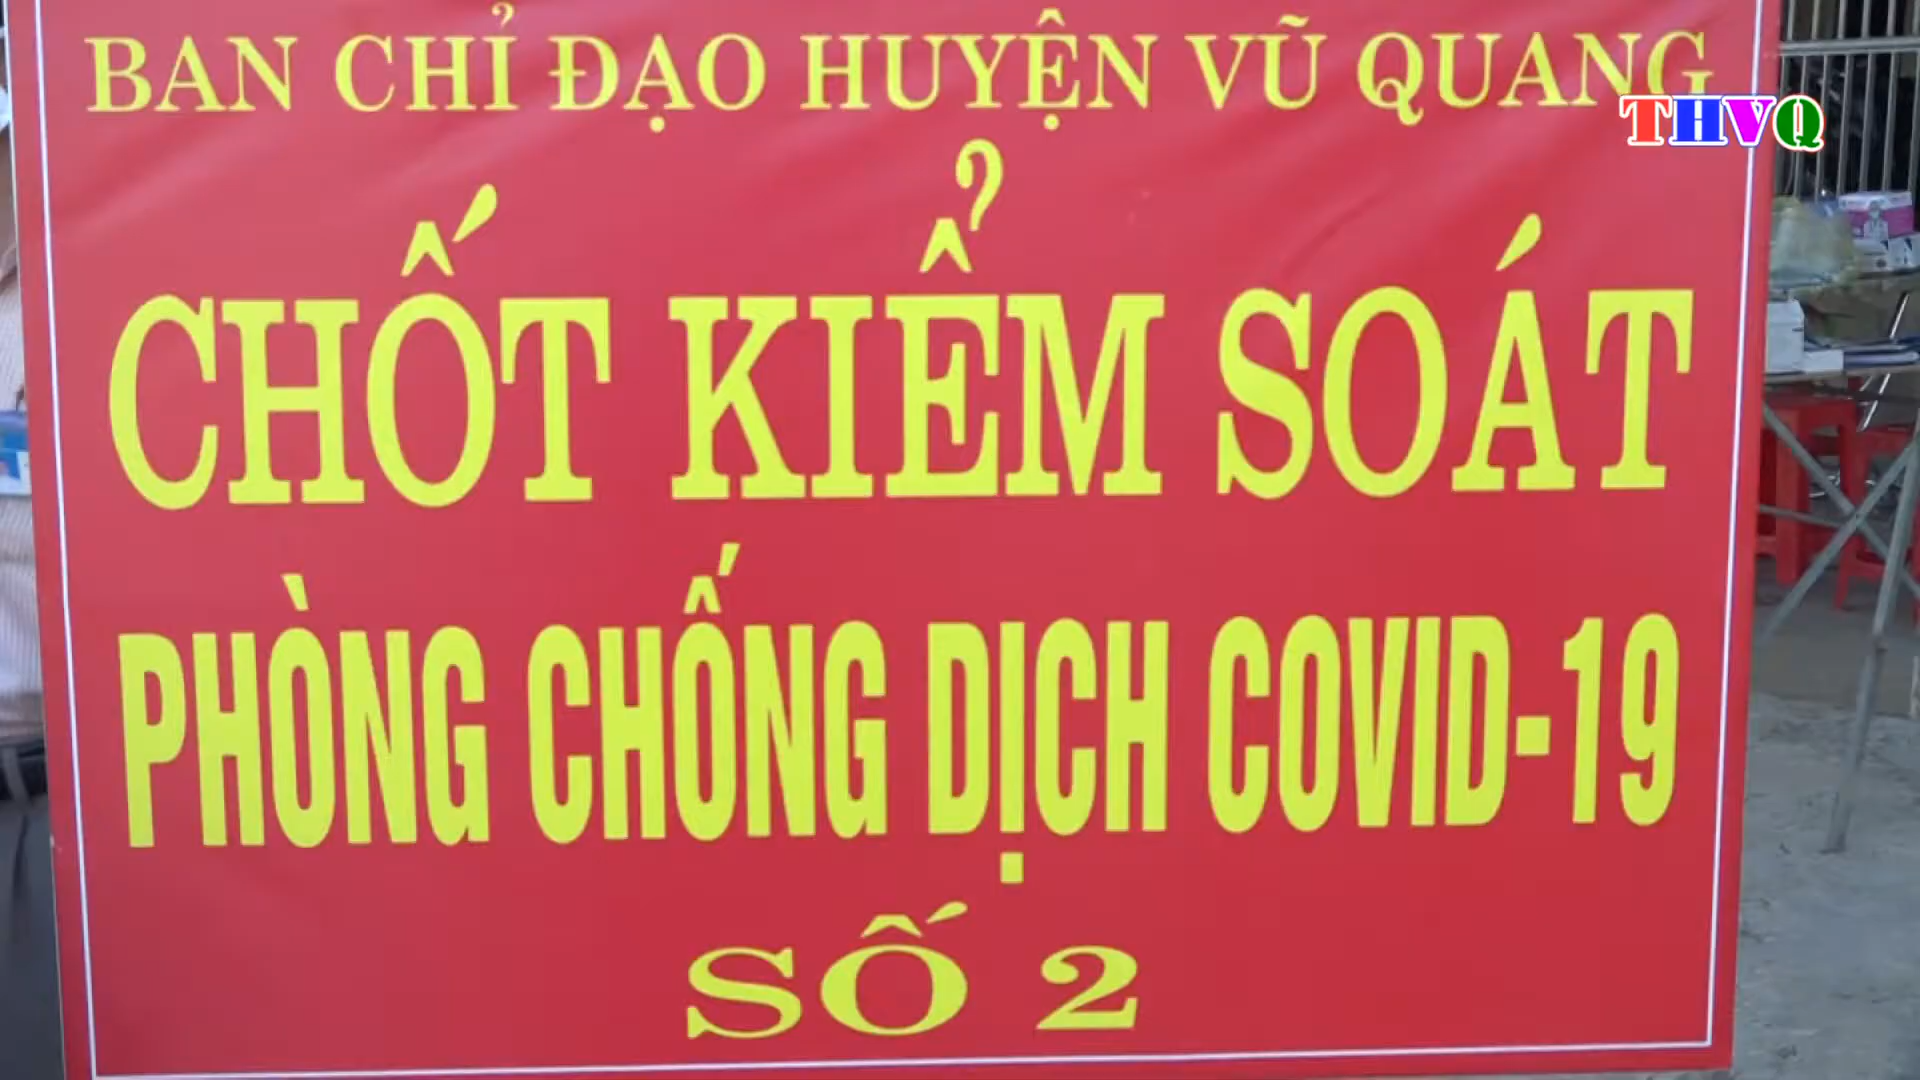 BAN CHỈ ĐẠO HUYỆN VŨ QUANG
THVQ
CHỐT KIỂM SOÁT
PHÒNG CHỐNG DỊCH COVID-19
SỐ 2